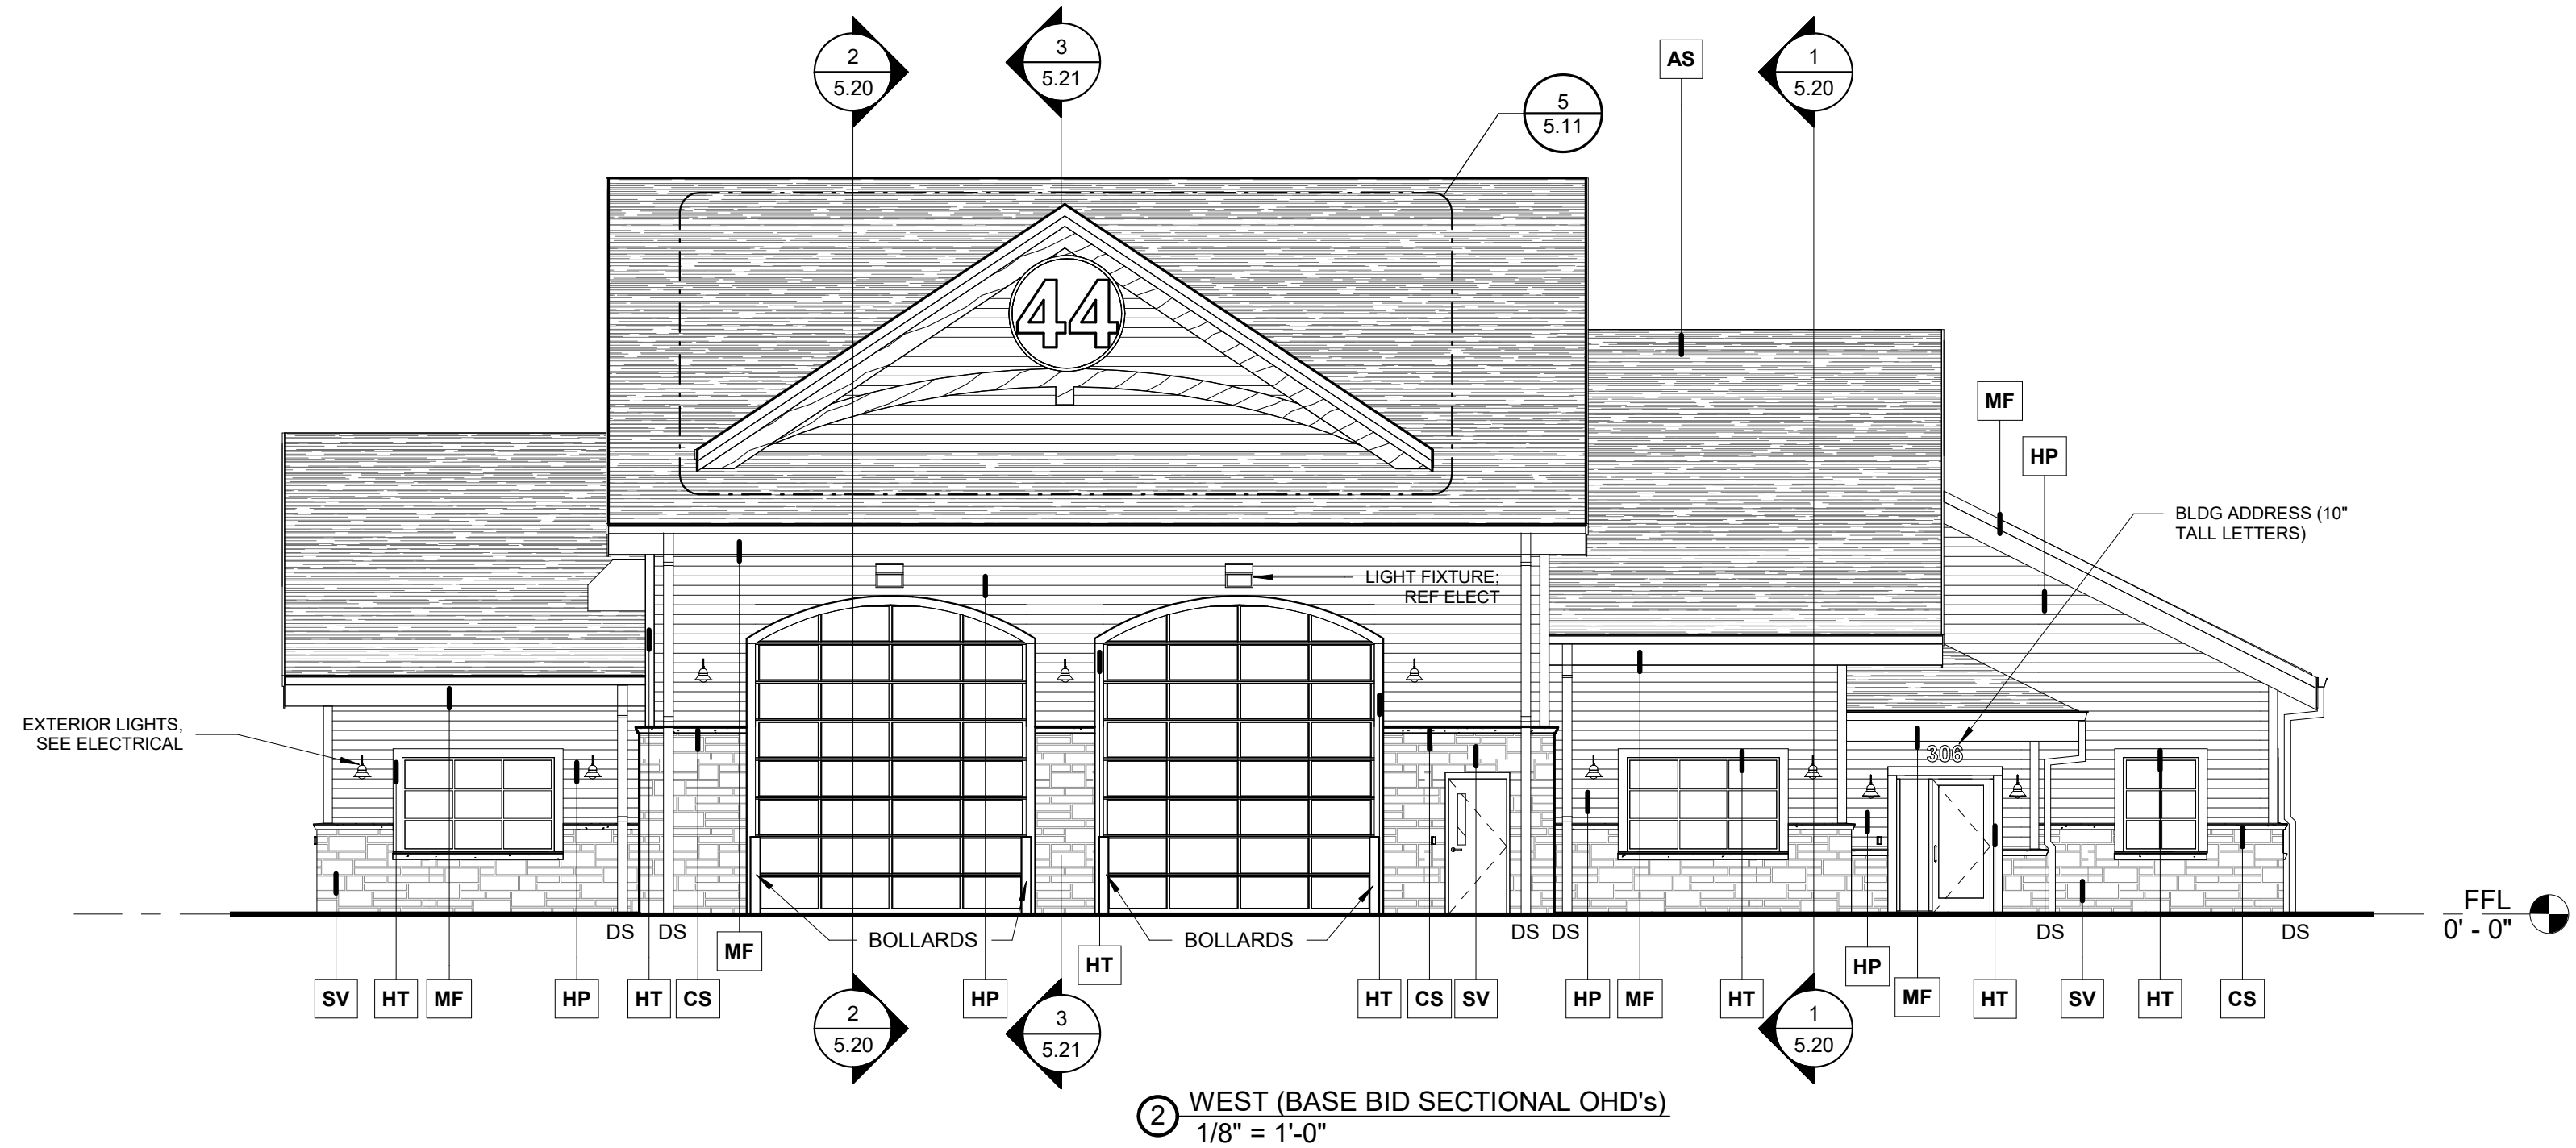 2
5.20
3
5.21
AS
1
5.20
5
5.11
44
MF
HP
BLDG ADDRESS (10"
TALL LETTERS)
LIGHT FIXTURE;
REF ELECT
EXTERIOR LIGHTS,
SEE ELECTRICAL
306
FFL
0' - 0"
DS DS BOLLARDS BOLLARDS DS DS DS DS
MF HT HP
SV HT MF HP HT CS HP HT CS SV HP MF HT MF HT SV HT CS
2
5.20
3
5.21
1
5.20
2 WEST (BASE BID SECTIONAL OHD's)
1/8" = 1'-0"